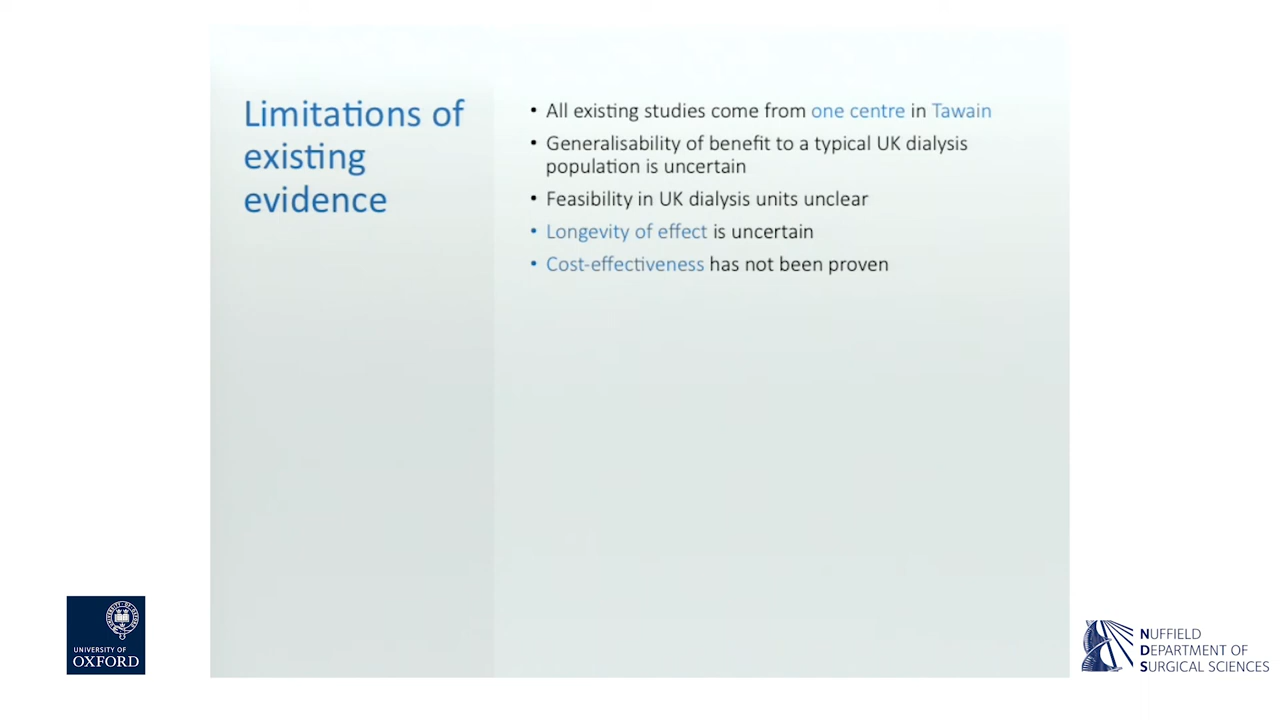 Limitations of
existing
evidence
• All existing studies come from one centre in Tawain
• Generalisability of benefit to a typical UK dialysis
population is uncertain
• Feasibility in UK dialysis units unclear
• Longevity of effect is uncertain
• Cost-effectiveness has not been proven
UNIVERSITY OF
OXFORD
NUFFIELD
DEPARTMENT OF
SURGICAL SCIENCES